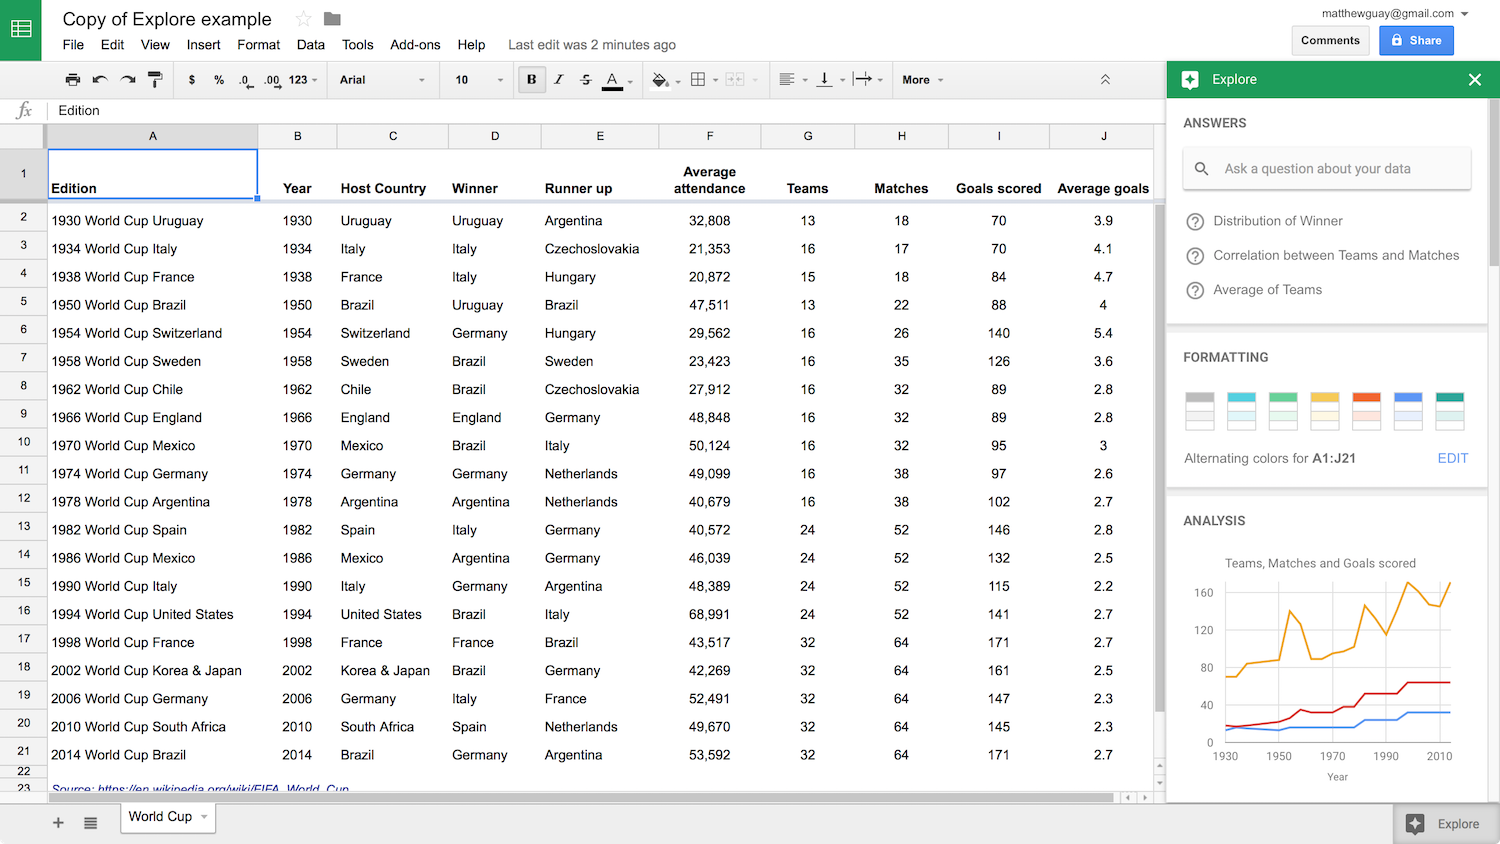 Copy of Explore example
matthewguay@gmail.com
File Edit View Insert Format Data Tools Add-ons Help Last edit was 2 minutes ago
Comments Share
$ % .0 .00 123 Arial 10 B I S A More
Explore
fx Edition
A B C D E F G H I J
1 Edition Year Host Country Winner Runner up Average attendance Teams Matches Goals scored Average goals
2 1930 World Cup Uruguay 1930 Uruguay Uruguay Argentina 32,808 13 18 70 3.9
3 1934 World Cup Italy 1934 Italy Italy Czechoslovakia 21,353 16 17 70 4.1
4 1938 World Cup France 1938 France Italy Hungary 20,872 15 18 84 4.7
5 1950 World Cup Brazil 1950 Brazil Uruguay Brazil 47,511 13 22 88 4
6 1954 World Cup Switzerland 1954 Switzerland Germany Hungary 29,562 16 26 140 5.4
7 1958 World Cup Sweden 1958 Sweden Brazil Sweden 23,423 16 35 126 3.6
8 1962 World Cup Chile 1962 Chile Brazil Czechoslovakia 27,912 16 32 89 2.8
9 1966 World Cup England 1966 England England Germany 48,848 16 32 89 2.8
10 1970 World Cup Mexico 1970 Mexico Brazil Italy 50,124 16 32 95 3
11 1974 World Cup Germany 1974 Germany Germany Netherlands 49,099 16 38 97 2.6
12 1978 World Cup Argentina 1978 Argentina Argentina Netherlands 40,679 16 38 102 2.7
13 1982 World Cup Spain 1982 Spain Italy Germany 40,572 24 52 146 2.8
14 1986 World Cup Mexico 1986 Mexico Argentina Germany 46,039 24 52 132 2.5
15 1990 World Cup Italy 1990 Italy Germany Argentina 48,389 24 52 115 2.2
16 1994 World Cup United States 1994 United States Brazil Italy 68,991 24 52 141 2.7
17 1998 World Cup France 1998 France France Brazil 43,517 32 64 171 2.7
18 2002 World Cup Korea & Japan 2002 Korea & Japan Brazil Germany 42,269 32 64 161 2.5
19 2006 World Cup Germany 2006 Germany Italy France 52,491 32 64 147 2.3
20 2010 World Cup South Africa 2010 South Africa Spain Netherlands 49,670 32 64 145 2.3
21 2014 World Cup Brazil 2014 Brazil Germany Argentina 53,592 32 64 171 2.7
22
23 Source: https://en.wikipedia.org/wiki/FIFA_World_Cup
ANSWERS
Ask a question about your data
Distribution of Winner
Correlation between Teams and Matches
Average of Teams
FORMATTING
Alternating colors for A1:J21 EDIT
ANALYSIS
Teams, Matches and Goals scored
160
120
80
40
0
1930 1950 1970 1990 2010
Year
World Cup
Explore